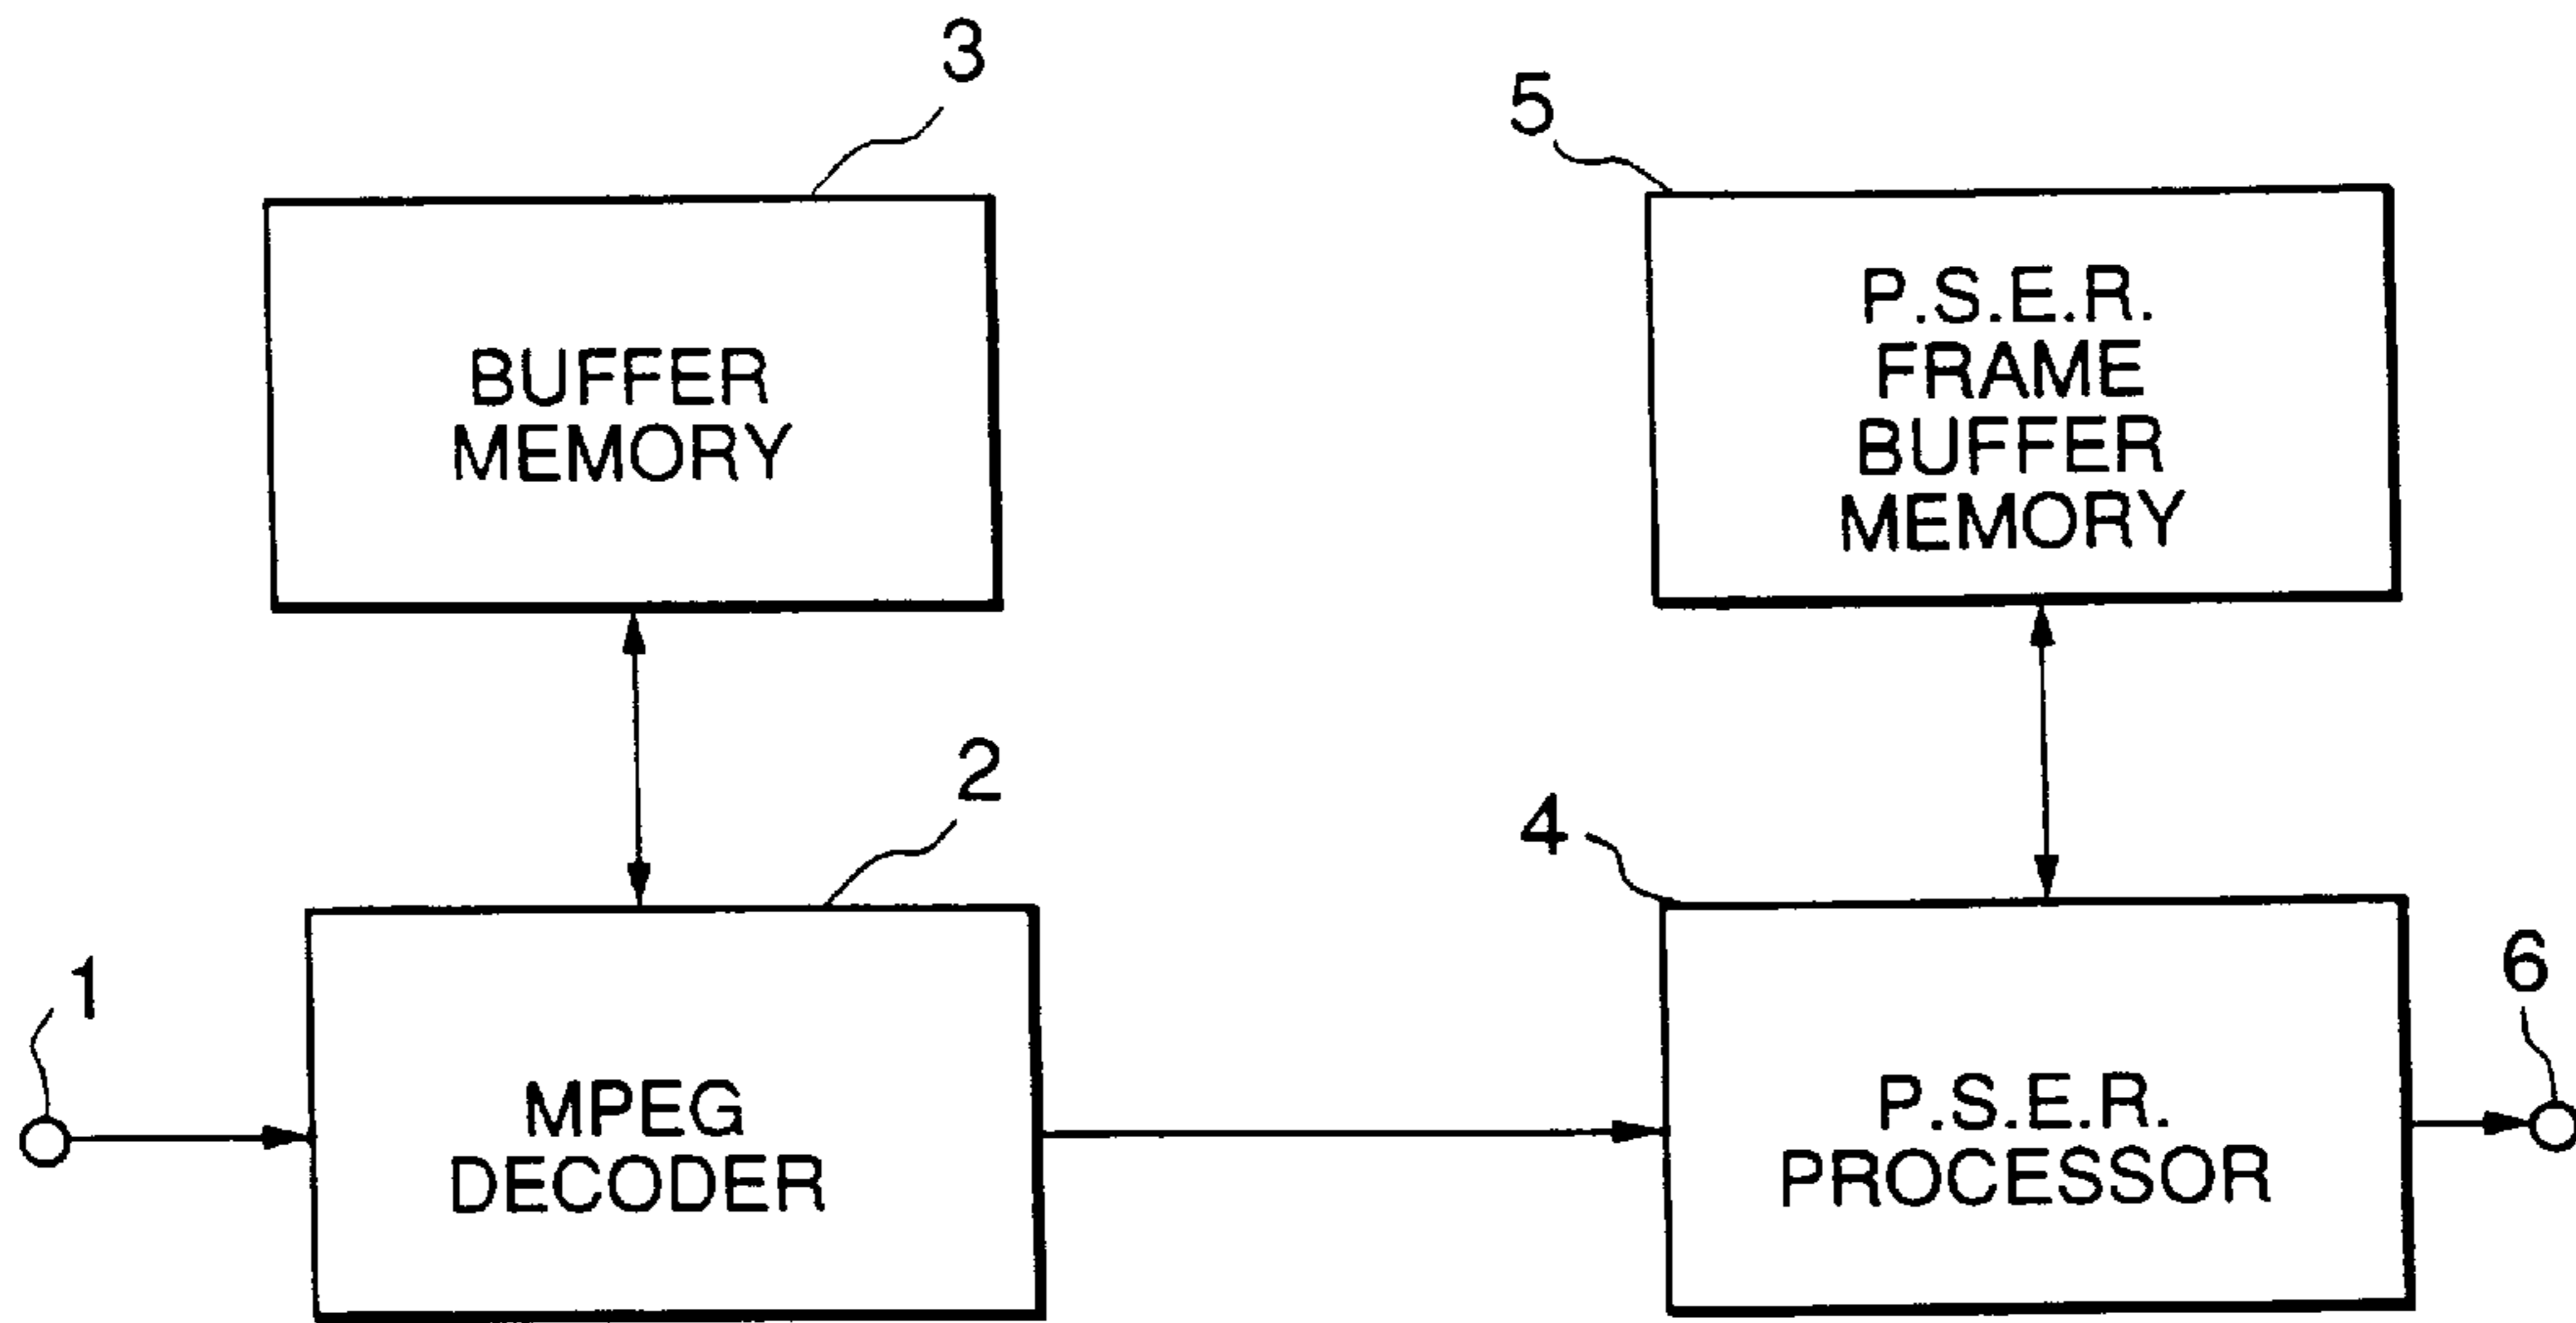 3
5
BUFFER
MEMORY
P.S.E.R.
FRAME
BUFFER
MEMORY
2
4
1
6
MPEG
DECODER
P.S.E.R.
PROCESSOR